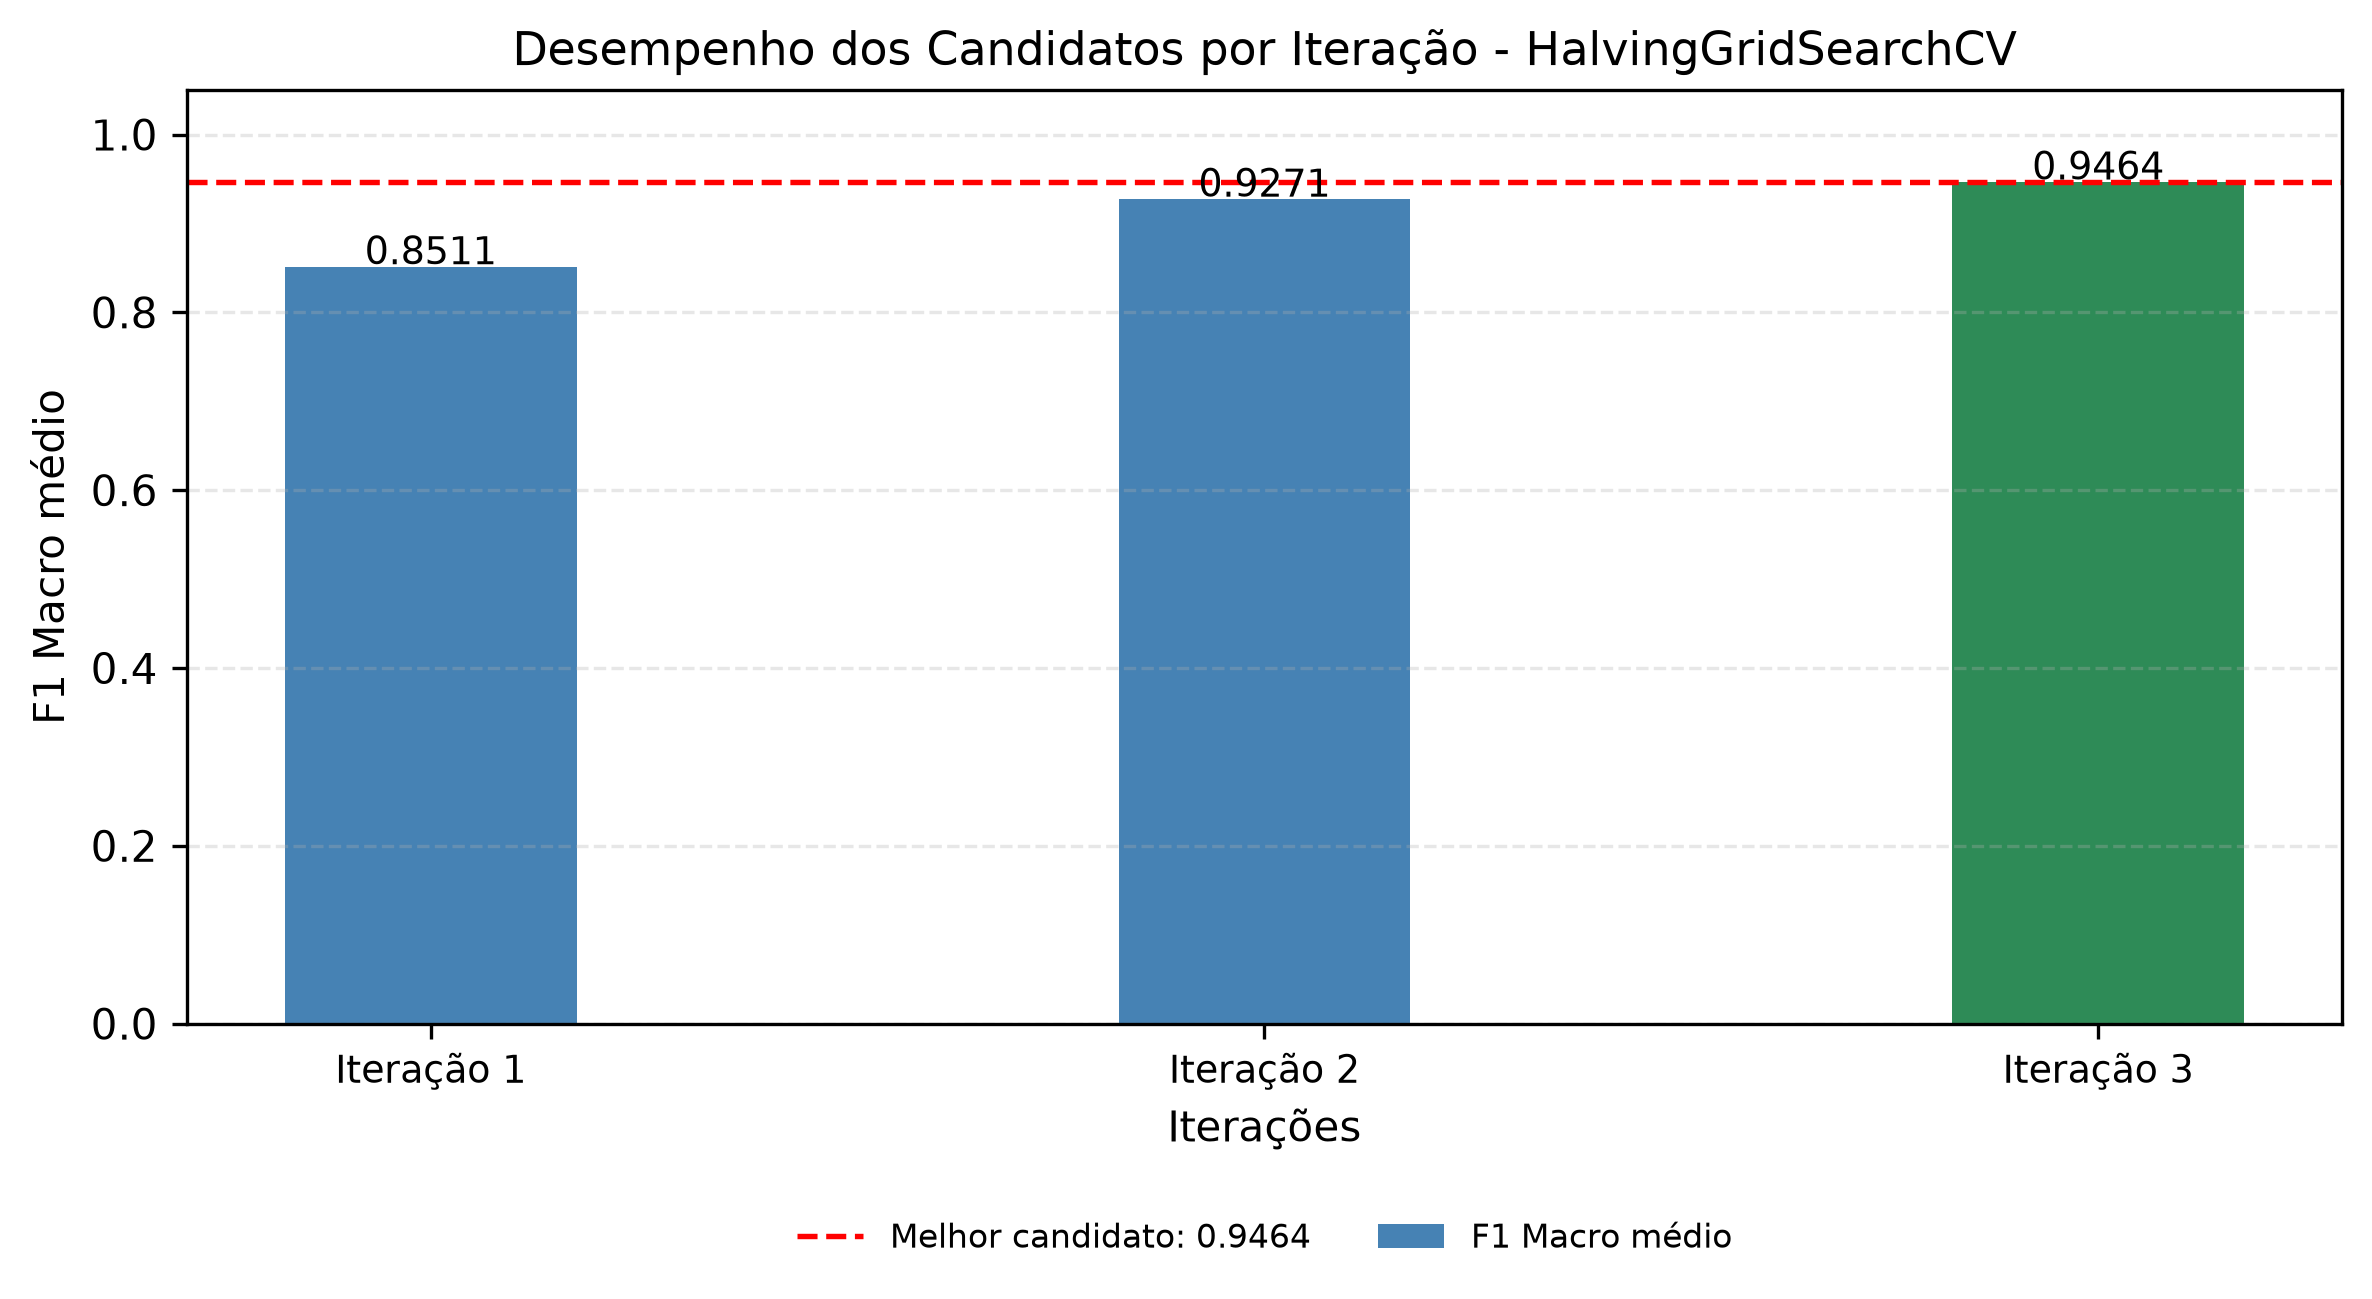 Desempenho dos Candidatos por Iteração - HalvingGridSearchCV
F1 Macro médio
1.0
0.8
0.6
0.4
0.2
0.0
0.8511
0.9271
0.9464
Iteração 1
Iteração 2
Iteração 3
Iterações
Melhor candidato: 0.9464
F1 Macro médio